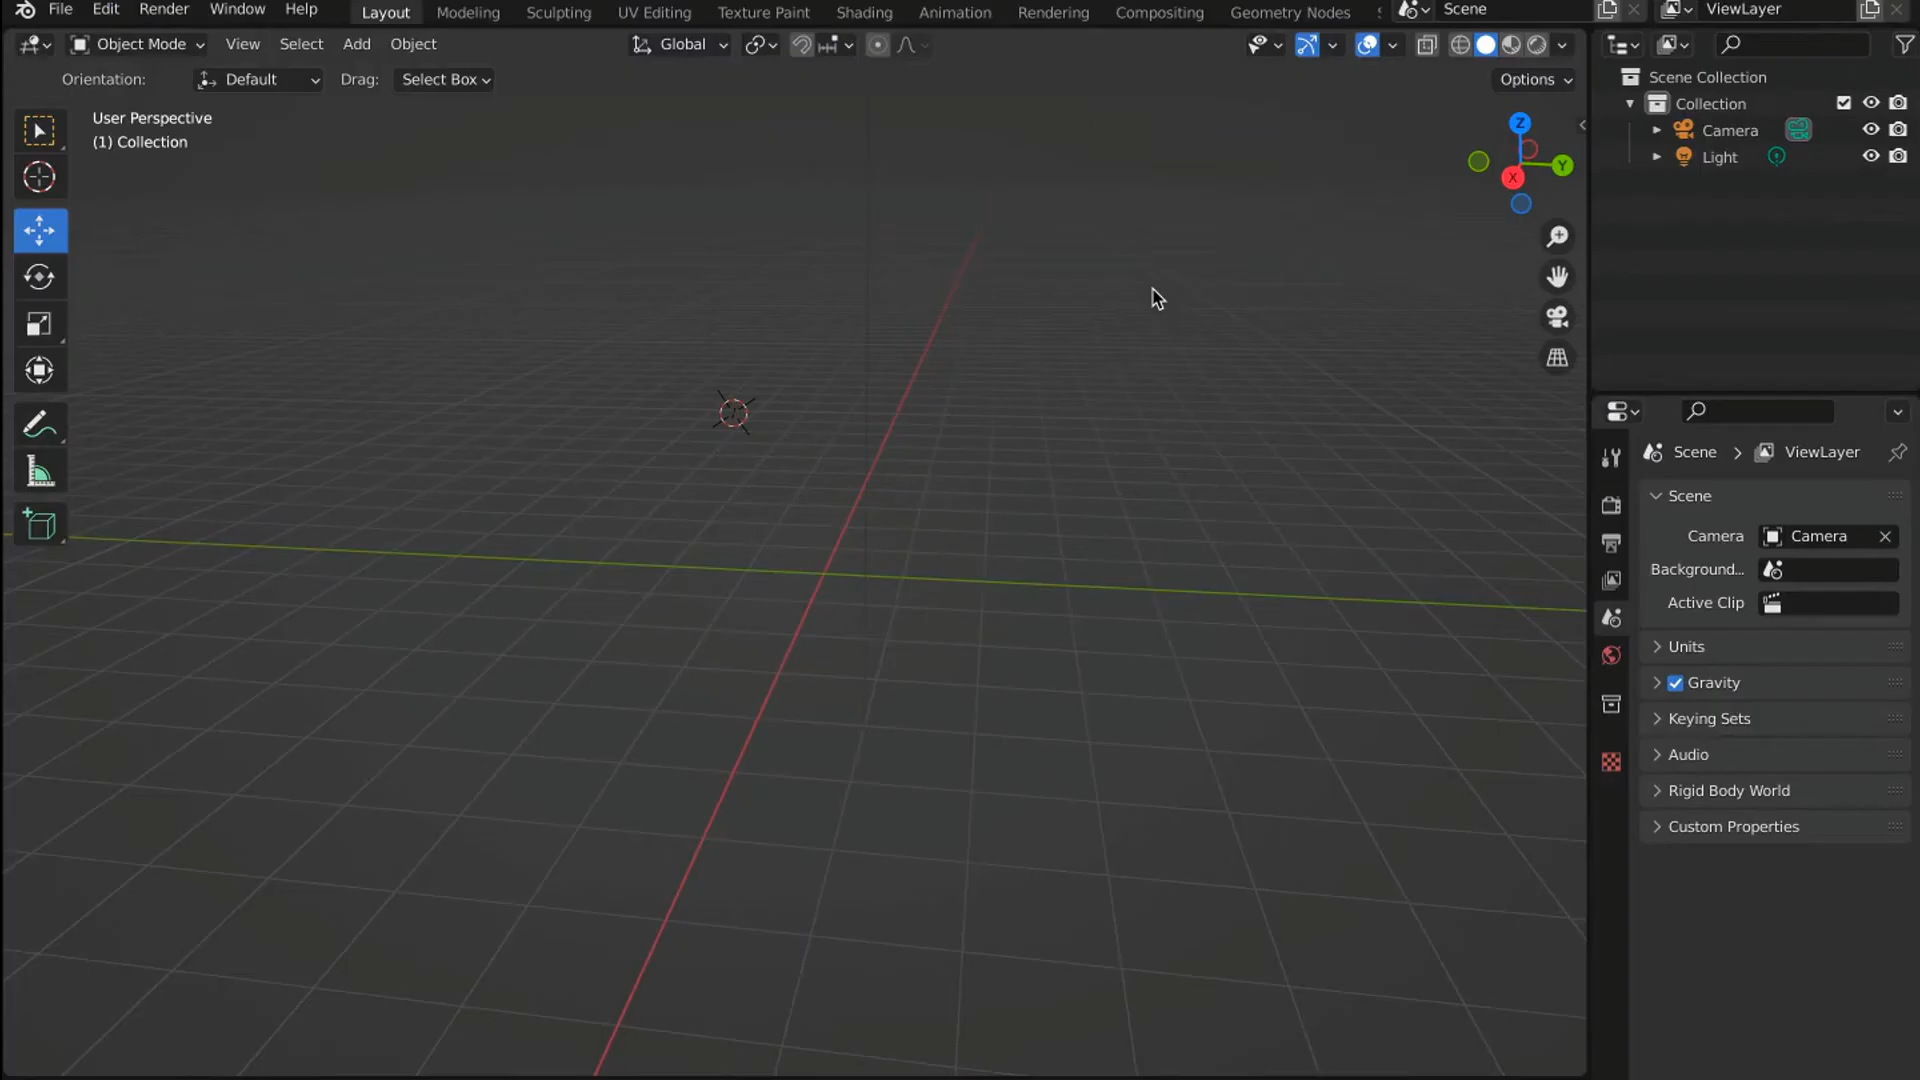 File Edit Render Window Help Layout Modeling Sculpting UV Editing Texture Paint Shading Animation Rendering Compositing Geometry Nodes Scene ViewLayer
Object Mode View Select Add Object Global
Orientation: Default Drag: Select Box Options
User Perspective
(1) Collection
Z
Y
X
Scene Collection
Collection
Camera
Light
Scene ViewLayer
Scene
Camera Camera
Background...
Active Clip
Units
Gravity
Keying Sets
Audio
Rigid Body World
Custom Properties